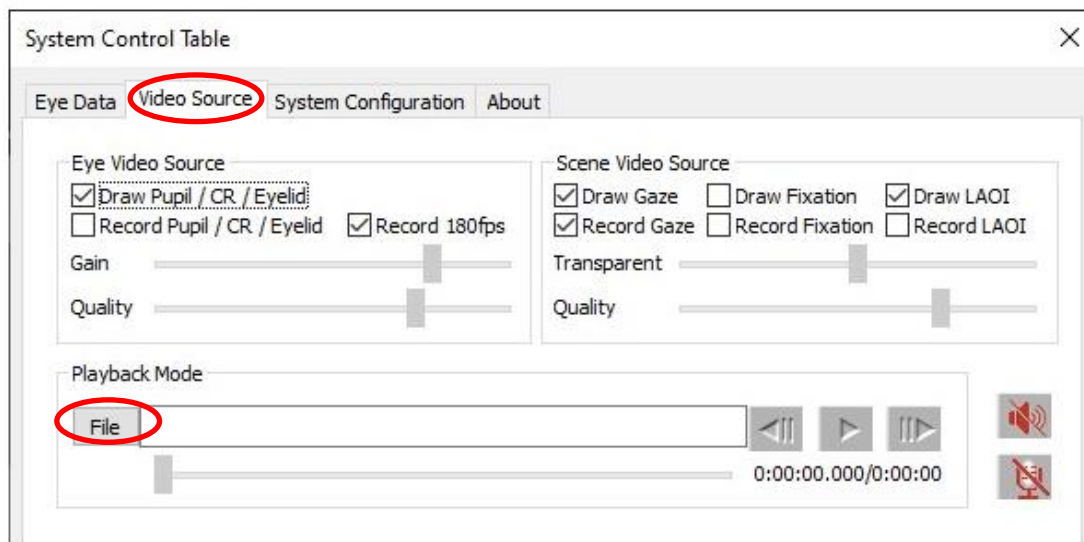 System Control Table
Eye Data Video Source System Configuration About
Eye Video Source
Draw Pupil / CR / Eyelid
Record Pupil / CR / Eyelid Record 180fps
Gain
Quality
Scene Video Source
Draw Gaze Draw Fixation Draw LAOI
Record Gaze Record Fixation Record LAOI
Transparent
Quality
Playback Mode
File
0:00:00.000/0:00:00